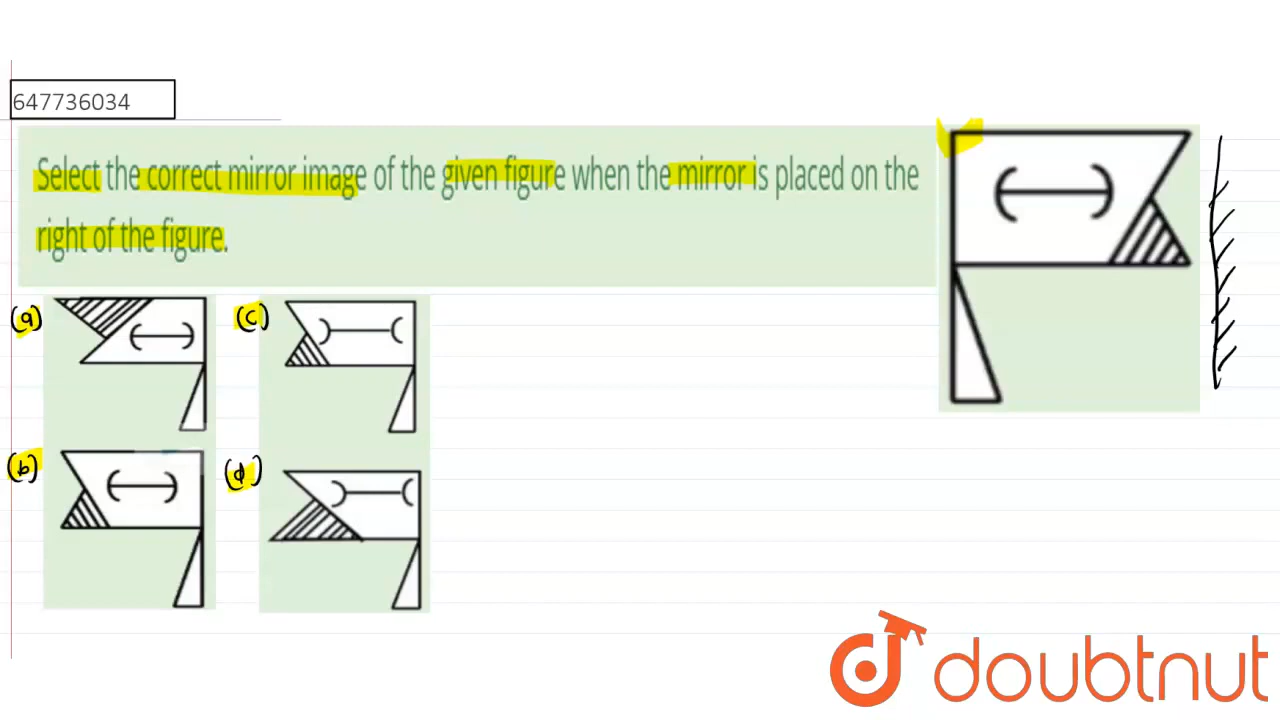 647736034
Select the correct mirror image of the given figure when the mirror is placed on the
right of the figure.
(a)
(c)
(b)
(d)
doubtnut